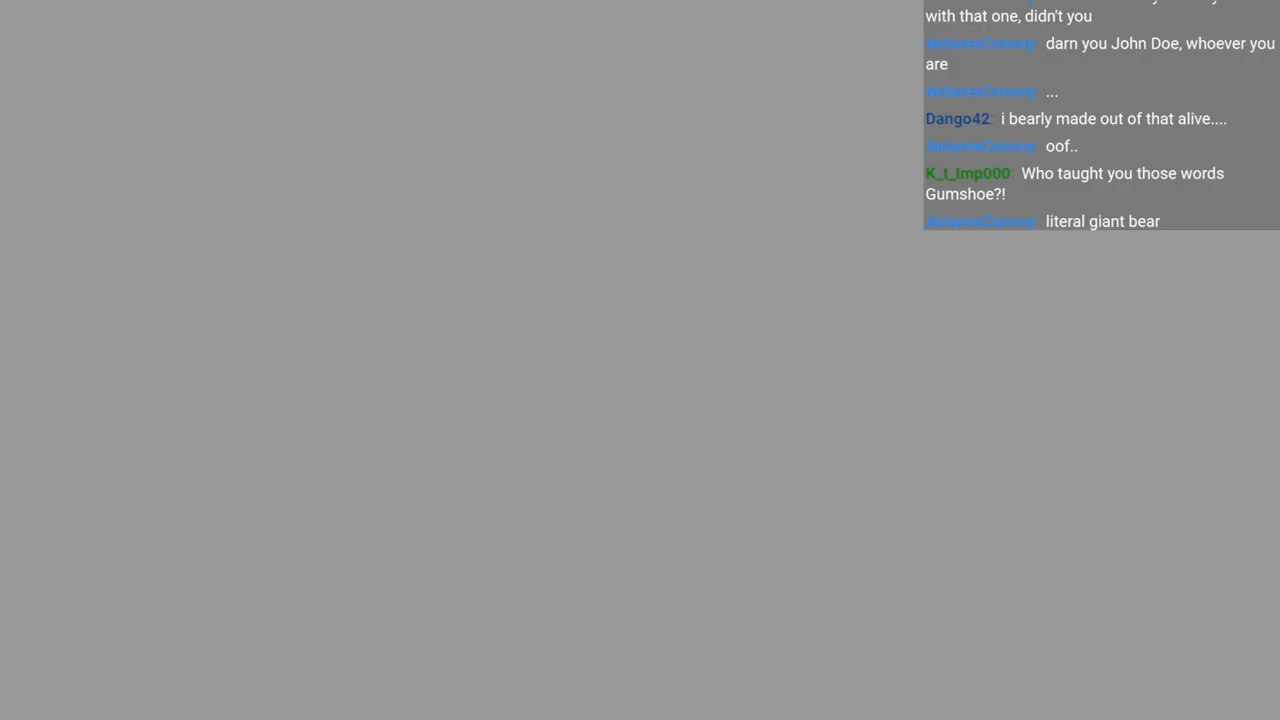 with that one, didn't you
AntaresConvoy: darn you John Doe, whoever you
are
AntaresConvoy: ...
Dango42: i bearly made out of that alive....
AntaresConvoy: oof..
K_t_lmp000: Who taught you those words
Gumshoe?!
AntaresConvoy: literal giant bear